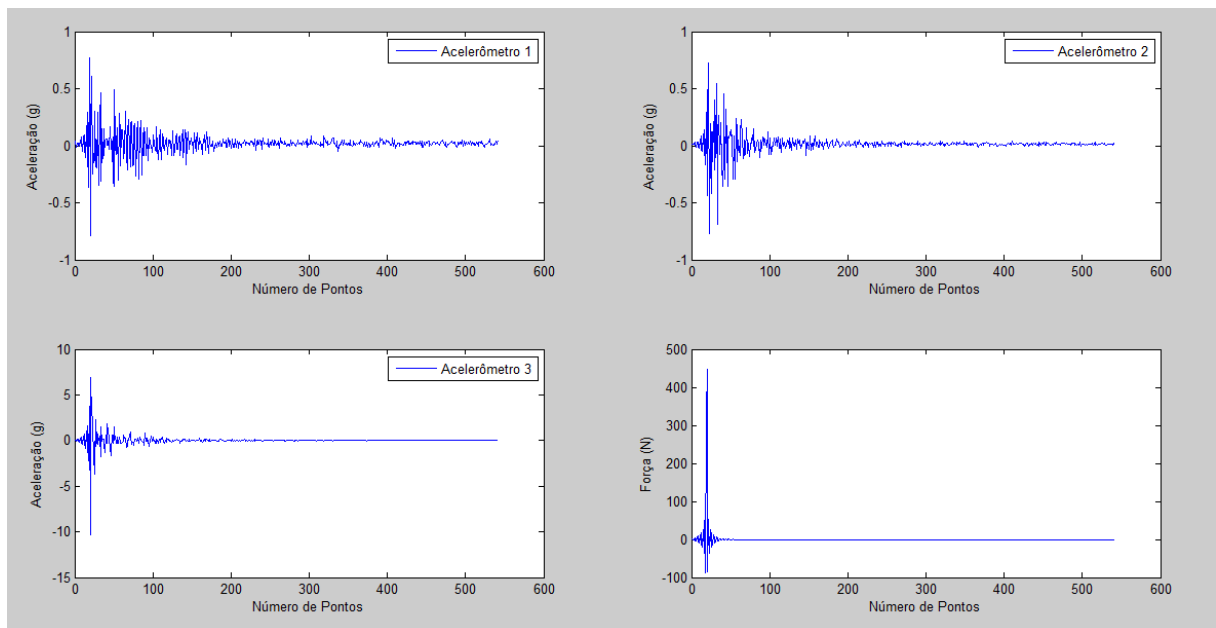 1
0.5
0
-0.5
-1
Aceleração (g)
Acelerômetro 1
0 100 200 300 400 500 600
Número de Pontos
1
0.5
0
-0.5
-1
Aceleração (g)
Acelerômetro 2
0 100 200 300 400 500 600
Número de Pontos
10
5
0
-5
-10
-15
Aceleração (g)
Acelerômetro 3
0 100 200 300 400 500 600
Número de Pontos
500
400
300
200
100
0
-100
Força (N)
0 100 200 300 400 500 600
Número de Pontos